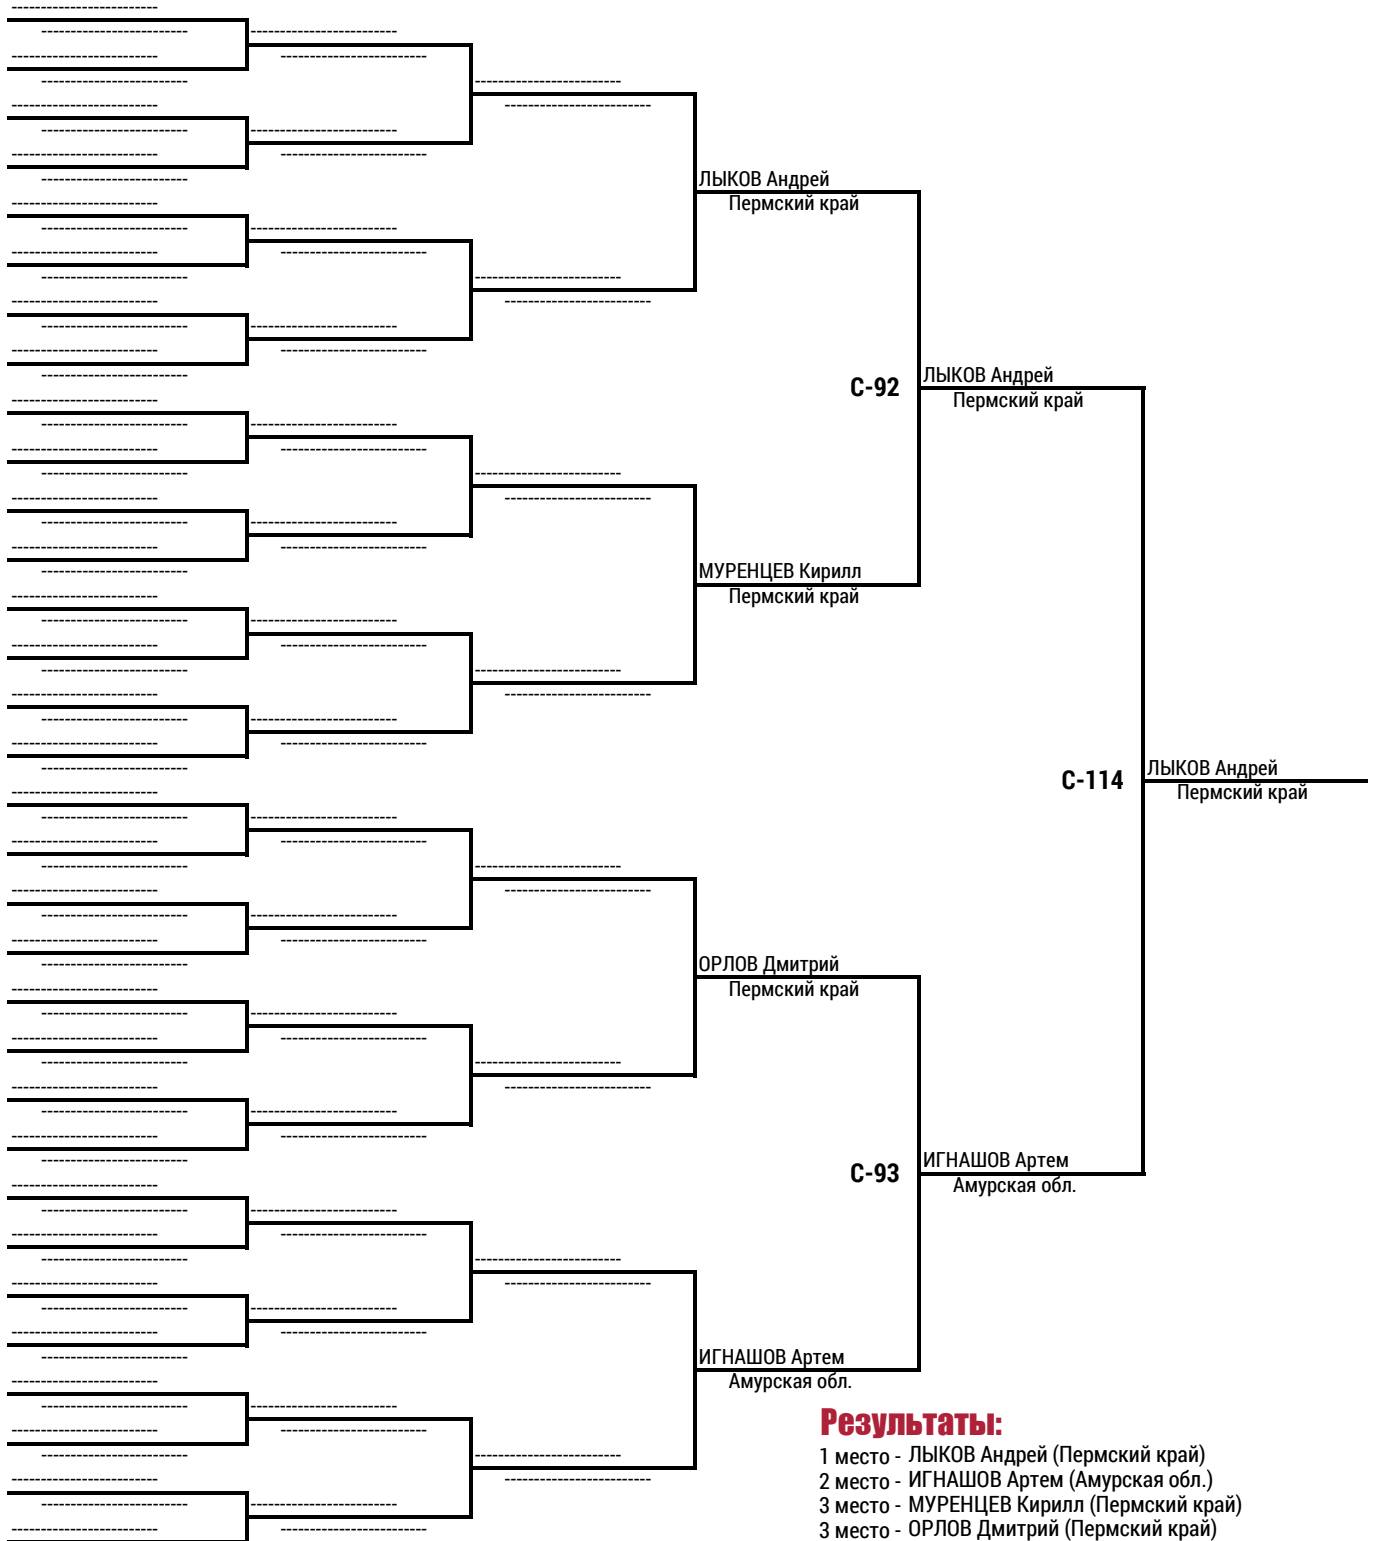 ЛЫКОВ Андрей
Пермский край
С-92
ЛЫКОВ Андрей
Пермский край
МУРЕНЦЕВ Кирилл
Пермский край
С-114
ЛЫКОВ Андрей
Пермский край
ОРЛОВ Дмитрий
Пермский край
С-93
ИГНАШОВ Артем
Амурская обл.
ИГНАШОВ Артем
Амурская обл.
Результаты:
1 место - ЛЫКОВ Андрей (Пермский край)
2 место - ИГНАШОВ Артем (Амурская обл.)
3 место - МУРЕНЦЕВ Кирилл (Пермский край)
3 место - ОРЛОВ Дмитрий (Пермский край)